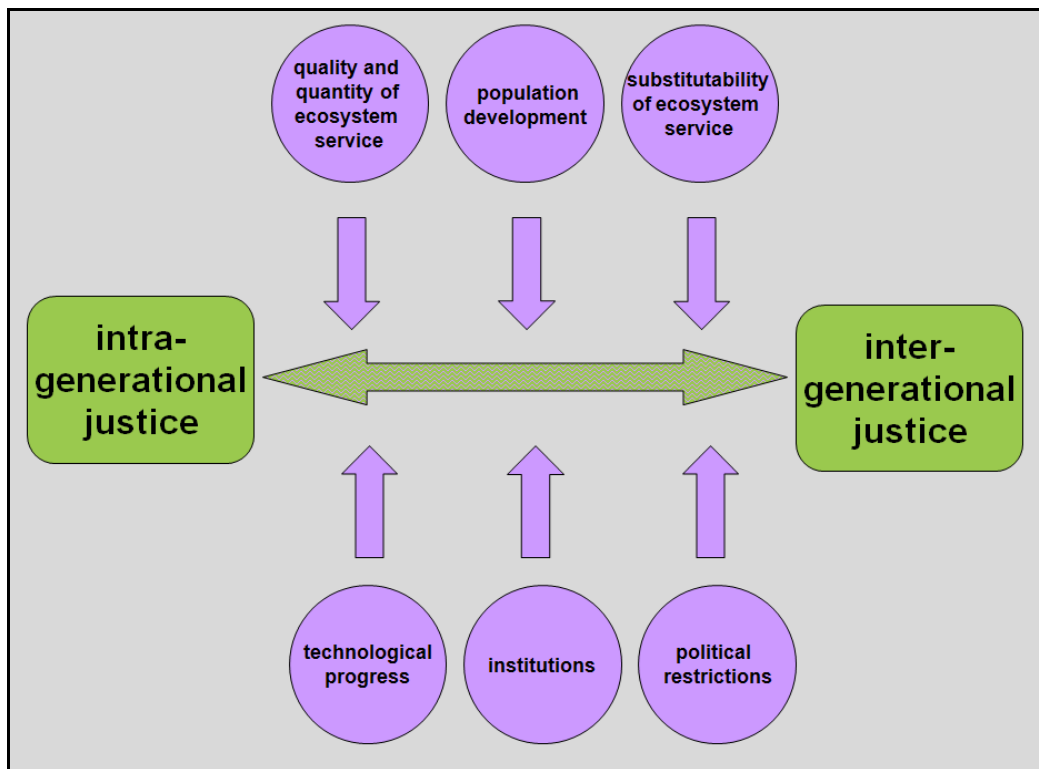 quality and
quantity of
ecosystem
service
population
development
substitutability
of ecosystem
service
intra-
generational
justice
inter-
generational
justice
technological
progress
institutions
political
restrictions